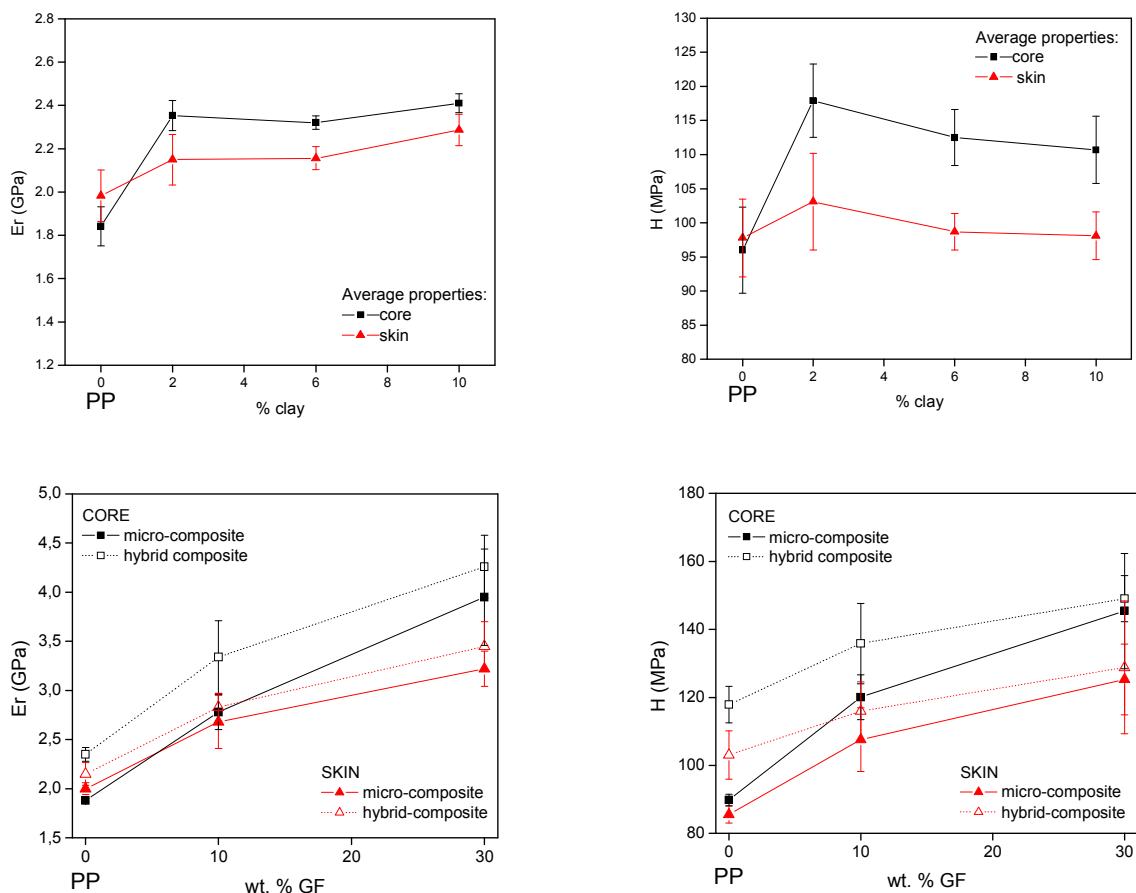 2.8
2.6
2.4
2.2
2.0
1.8
1.6
1.4
1.2
Er (GPa)
Average properties:
core
skin
0 2 4 6 8 10
PP
% clay
130
125
120
115
110
105
100
95
90
85
80
H (MPa)
Average properties:
core
skin
0 2 4 6 8 10
PP
% clay
5,0
4,5
4,0
3,5
3,0
2,5
2,0
1,5
Er (GPa)
CORE
micro-composite
hybrid composite
SKIN
micro-composite
hybrid-composite
0 10 20 30
PP
wt. % GF
180
160
140
120
100
80
H (MPa)
CORE
micro-composite
hybrid composite
SKIN
micro-composite
hybrid-composite
0 10 20 30
PP
wt. % GF